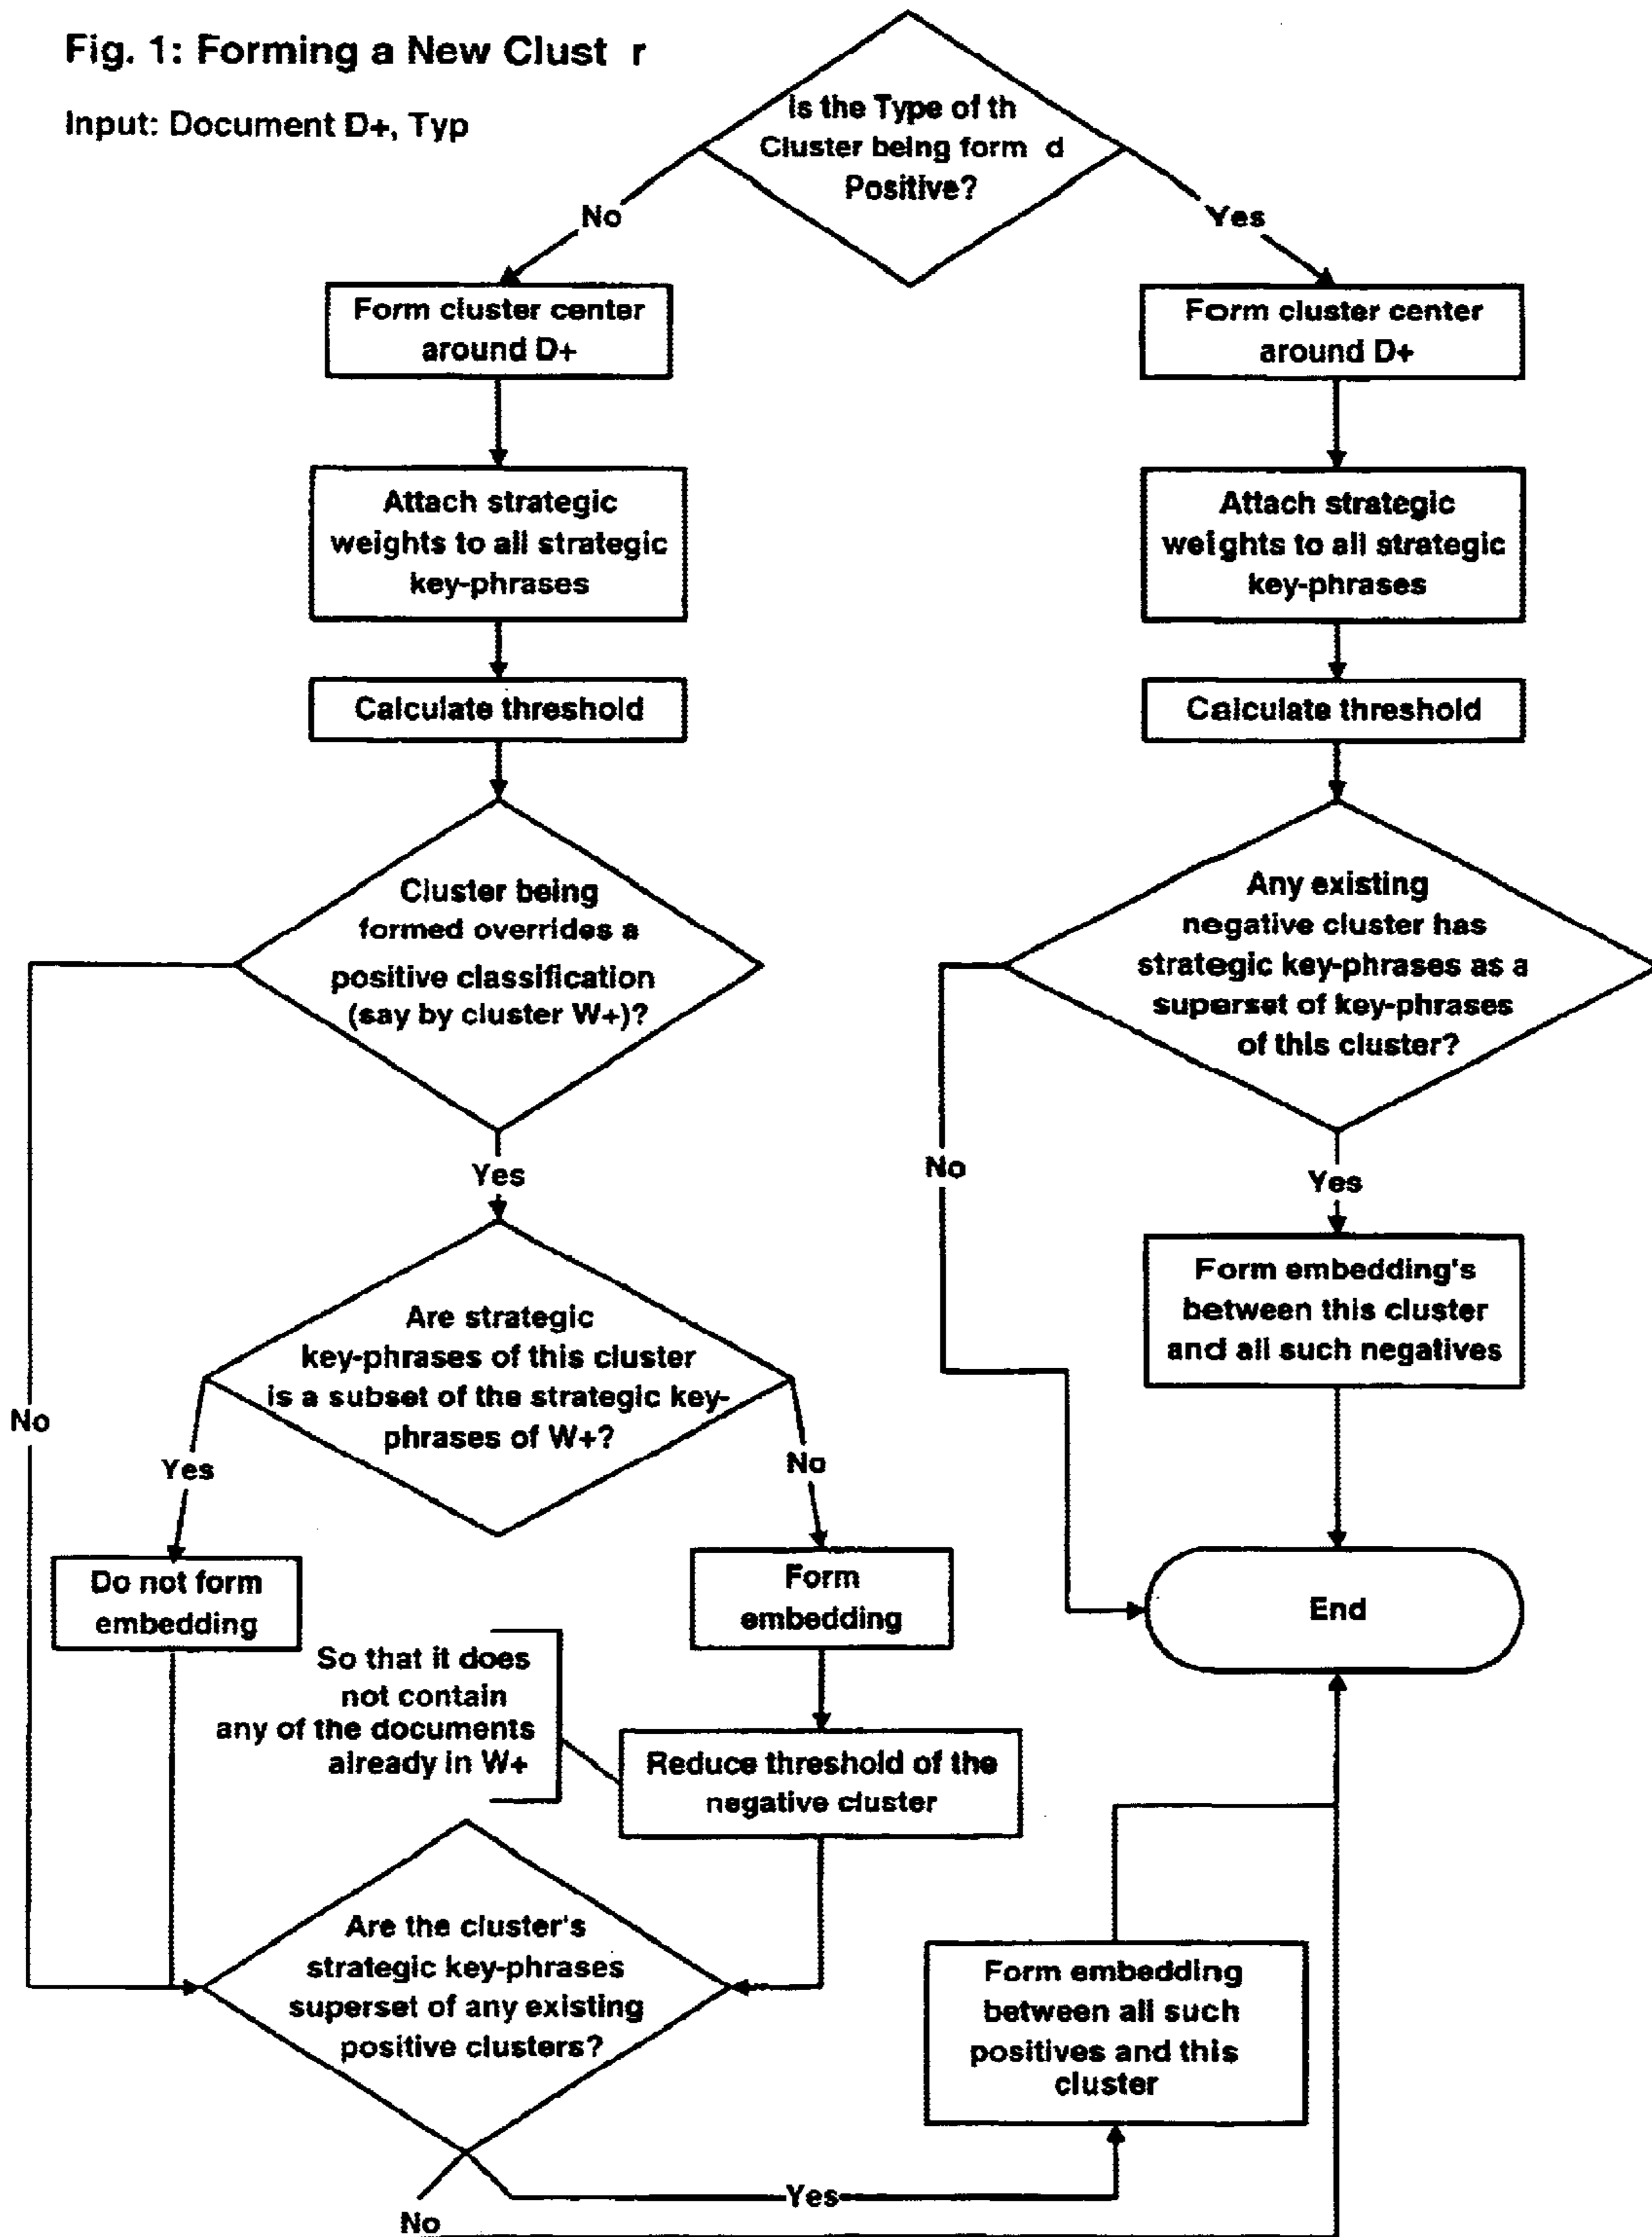 Fig. 1: Forming a New Clust r
Input: Document D+, Typ
Is the Type of th
Cluster being form d
Positive?
No
Yes
Form cluster center
around D+
Attach strategic
weights to all strategic
key-phrases
Calculate threshold
Cluster being
formed overrides a
positive classification
(say by cluster W+)?
No
Yes
Are strategic
key-phrases of this cluster
is a subset of the strategic key-
phrases of W+?
Yes
No
Do not form
embedding
Form
embedding
So that it does
not contain
any of the documents
already in W+
Reduce threshold of the
negative cluster
Are the cluster's
strategic key-phrases
superset of any existing
positive clusters?
Yes
No
Form embedding
between all such
positives and this
cluster
Form cluster center
around D+
Attach strategic
weights to all strategic
key-phrases
Calculate threshold
Any existing
negative cluster has
strategic key-phrases as a
superset of key-phrases
of this cluster?
No
Yes
Form embedding's
between this cluster
and all such negatives
End